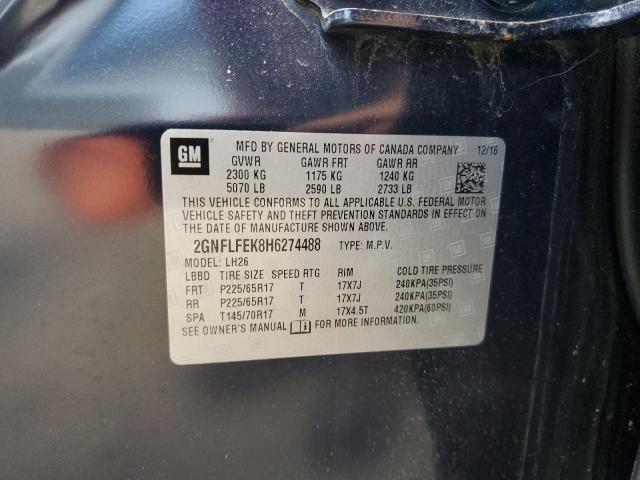 GM
MFD BY GENERAL MOTORS OF CANADA COMPANY 12/16
GVWR GAWR FRT GAWR RR
2300 KG 1175 KG 1240 KG
5070 LB 2590 LB 2733 LB
THIS VEHICLE CONFORMS TO ALL APPLICABLE U.S. FEDERAL MOTOR
VEHICLE SAFETY AND THEFT PREVENTION STANDARDS IN EFFECT ON
THE DATE OF MANUFACTURE SHOWN ABOVE.
2GNFLFEK8H6274488 TYPE: M.P.V.
MODEL: LH26
LBBD TIRE SIZE SPEED RTG RIM COLD TIRE PRESSURE
FRT P225/65R17 T 17X7J 240KPA(35PSI)
RR P225/65R17 T 17X7J 240KPA(35PSI)
SPA T145/70R17 M 17X4.5T 420KPA(60PSI)
SEE OWNER'S MANUAL FOR MORE INFORMATION.